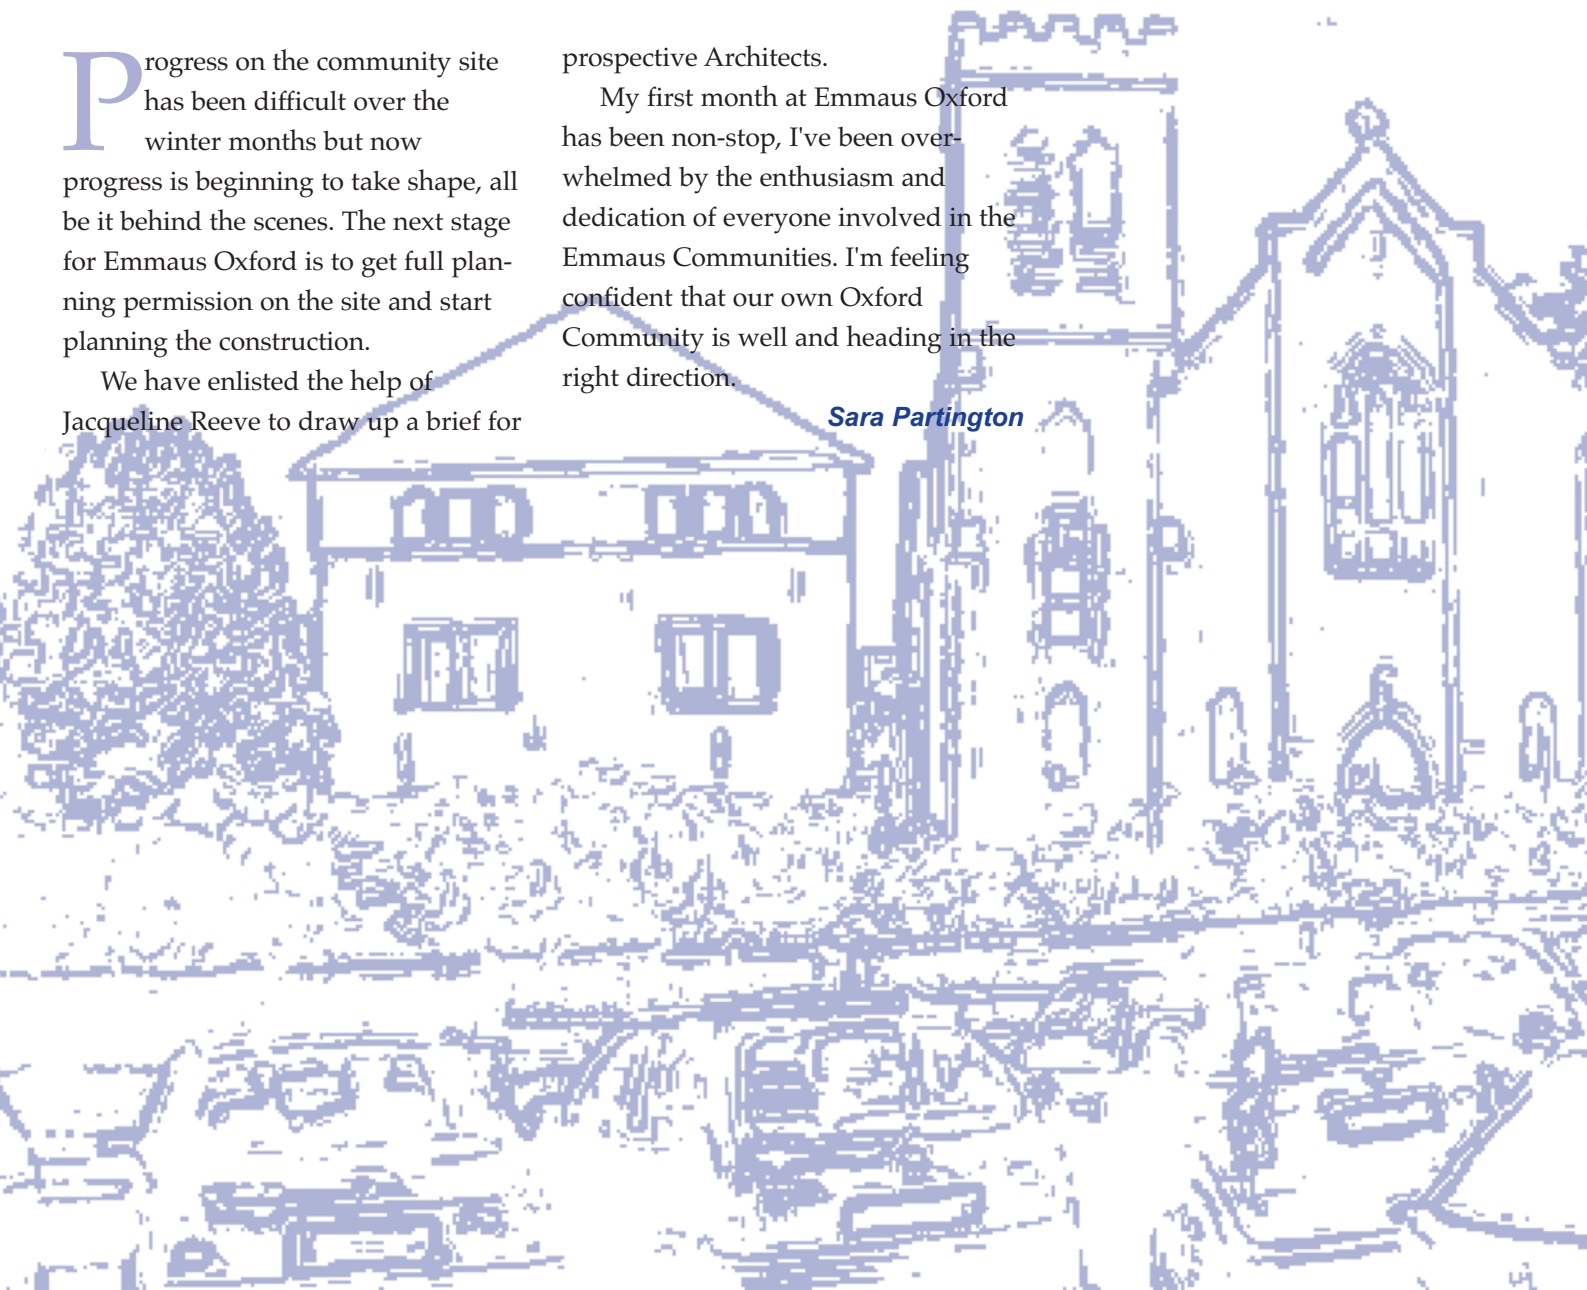 Progress on the community site
has been difficult over the
winter months but now
progress is beginning to take shape, all
be it behind the scenes. The next stage
for Emmaus Oxford is to get full plan-
ning permission on the site and start
planning the construction.
We have enlisted the help of
Jacqueline Reeve to draw up a brief for
prospective Architects.
My first month at Emmaus Oxford
has been non-stop, I've been over-
whelmed by the enthusiasm and
dedication of everyone involved in the
Emmaus Communities. I'm feeling
confident that our own Oxford
Community is well and heading in the
right direction.
Sara Partington